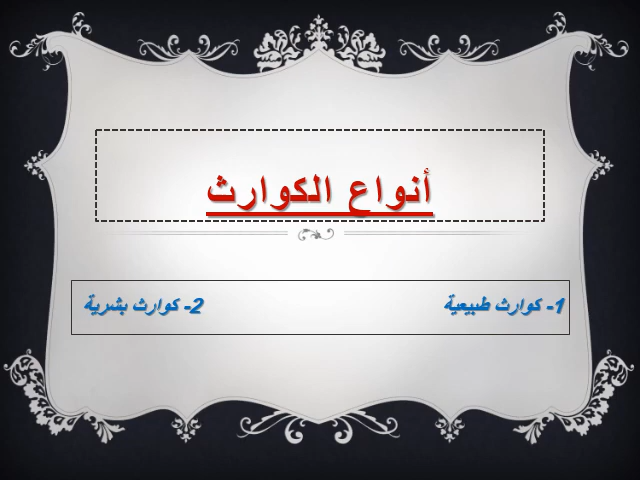 أنواع الكوارث
1- كوارث طبيعية 2- كوارث بشرية